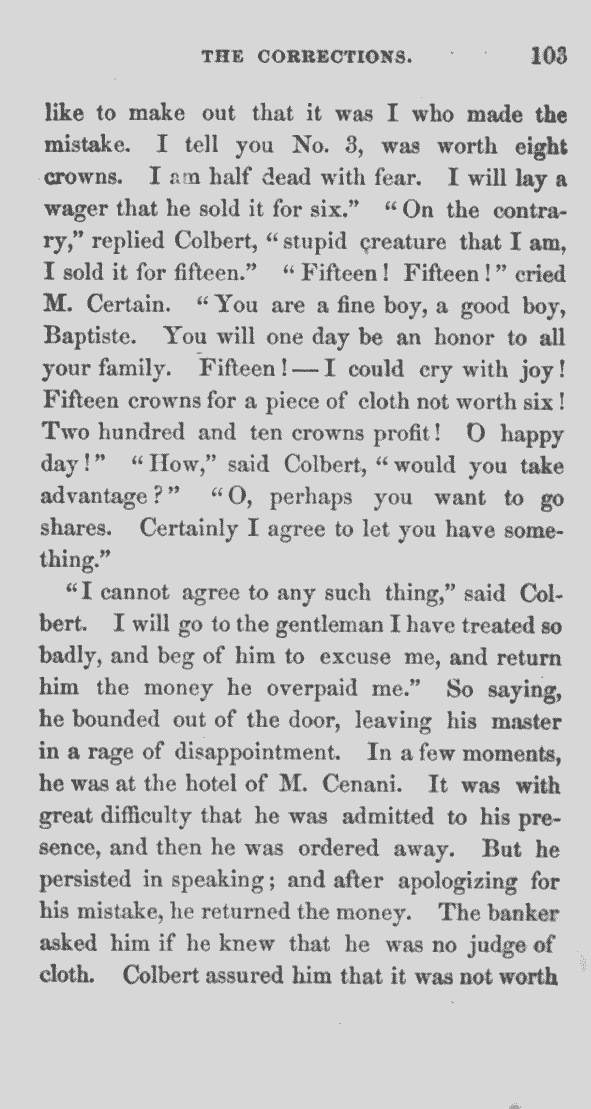 THE CORRECTIONS. 103
like to make out that it was I who made the
mistake. I tell you No. 3, was worth eight
crowns. I am half dead with fear. I will lay a
wager that he sold it for six.” “On the contra-
ry,” replied Colbert, “stupid creature that I am,
I sold it for fifteen.” “Fifteen! Fifteen!” cried
M. Certain. “You are a fine boy, a good boy,
Baptiste. You will one day be an honor to all
your family. Fifteen!—I could cry with joy!
Fifteen crowns for a piece of cloth not worth six!
Two hundred and ten crowns profit! O happy
day!” “How,” said Colbert, “would you take
advantage?” “O, perhaps you want to go
shares. Certainly I agree to let you have some-
thing.”
“I cannot agree to any such thing,” said Col-
bert. I will go to the gentleman I have treated so
badly, and beg of him to excuse me, and return
him the money he overpaid me.” So saying,
he bounded out of the door, leaving his master
in a rage of disappointment. In a few moments,
he was at the hotel of M. Cenani. It was with
great difficulty that he was admitted to his pre-
sence, and then he was ordered away. But he
persisted in speaking; and after apologizing for
his mistake, he returned the money. The banker
asked him if he knew that he was no judge of
cloth. Colbert assured him that it was not worth